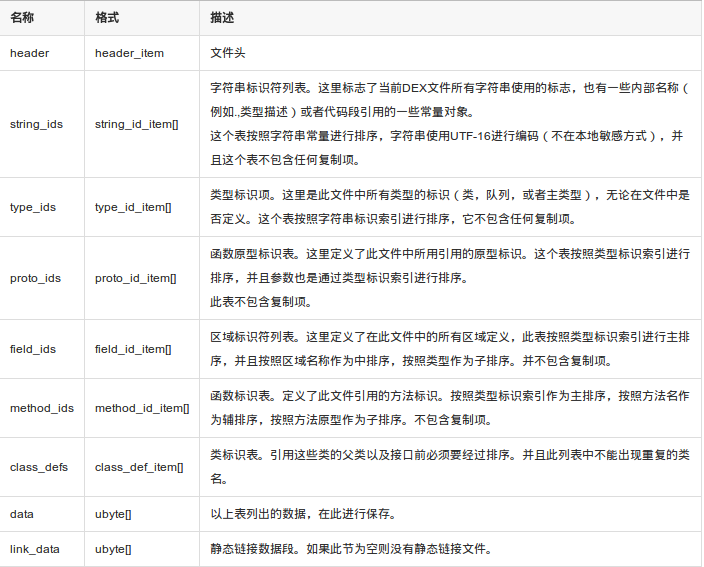 名称 格式 描述
header header_item 文件头
字符串标识符列表。这里标志了当前DEX文件所有字符串使用的标志，也有一些内部名称（
例如.,类型描述）或者代码段引用的一些常量对象。
string_ids string_id_item[]
这个表按照字符串常量进行排序，字符串使用UTF-16进行编码（不在本地敏感方式），并
且这个表不包含任何复制项。
类型标识项。这里是此文件中所有类型的标识（类，队列，或者主类型），无论在文件中是
type_ids type_id_item[]
否定义。这个表按照字符串标识索引进行排序，它不包含任何复制项。
函数原型标识表。这里定义了此文件中所用引用的原型标识。这个表按照类型标识索引进行
proto_ids proto_id_item[] 排序，并且参数也是通过类型标识索引进行排序。
此表不包含复制项。
区域标识符列表。这里定义了在此文件中的所有区域定义，此表按照类型标识索引进行主排
field_ids field_id_item[]
序，并且按照区域名称作为中排序，按照类型作为子排序。并不包含复制项。
函数标识表。定义了此文件引用的方法标识。按照类型标识索引作为主排序，按照方法名作
method_ids method_id_item[]
为辅排序，按照方法原型作为子排序。不包含复制项。
类标识表。引用这些类的父类以及接口前必须要经过排序。并且此列表中不能出现重复的类
class_defs class_def_item[]
名。
data ubyte[] 以上表列出的数据，在此进行保存。
link_data ubyte[] 静态链接数据段。如果此节为空则没有静态链接文件。